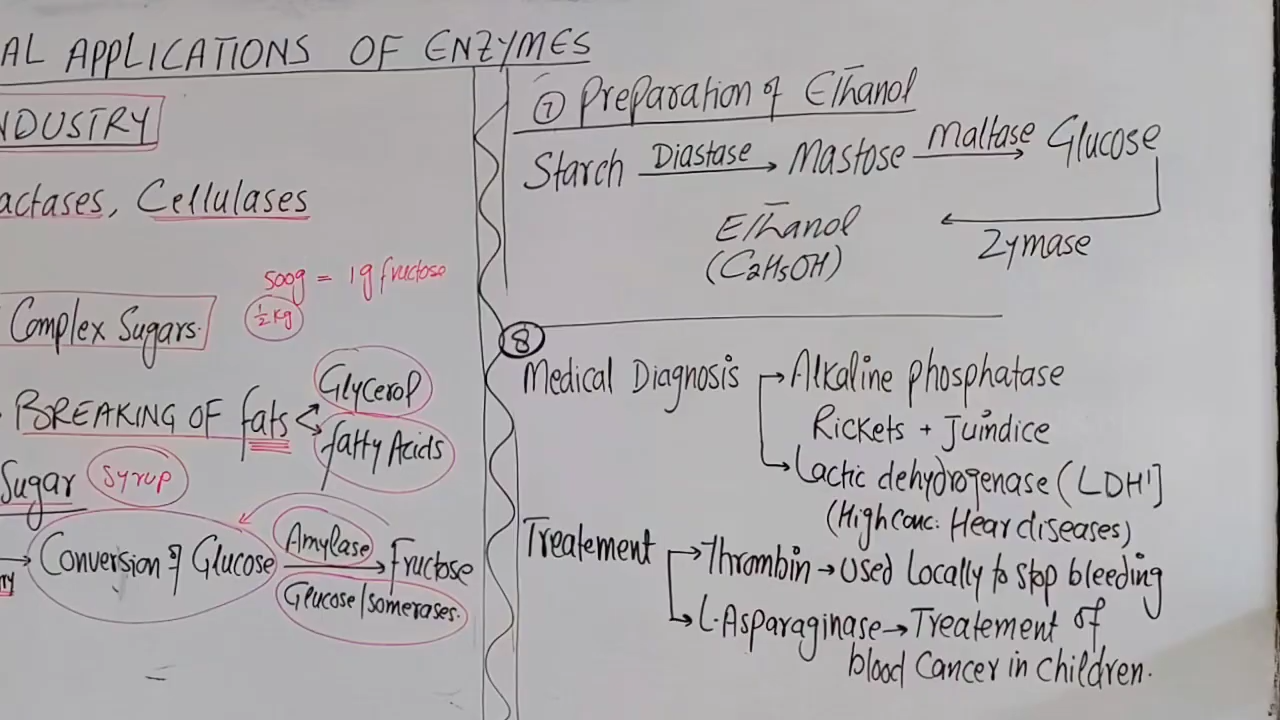 AL APPLICATIONS OF ENZYMES
NDUSTRY
actases, Cellulases
500g = 1g fructose
1/2 Kg
Complex Sugars.
BREAKING OF fats
Glycerol
fatty Acids
Sugar Syrup
→ Conversion of Glucose Amylase → Fructose
Glucose Isomerases.
⑦ Preparation of Ethanol
Starch Diastase → Mastose Maltase → Glucose
Zymase
Ethanol
(C2H5OH)
⑧
Medical Diagnosis → Alkaline phosphatase
Rickets + Juindice
→ Lactic dehydrogenase (LDH1]
(High Conc: Hear diseases)
Treatement → Thrombin → Used Locally to stop bleeding
→ L.Asparaginase → Treatement of
blood Cancer in children.